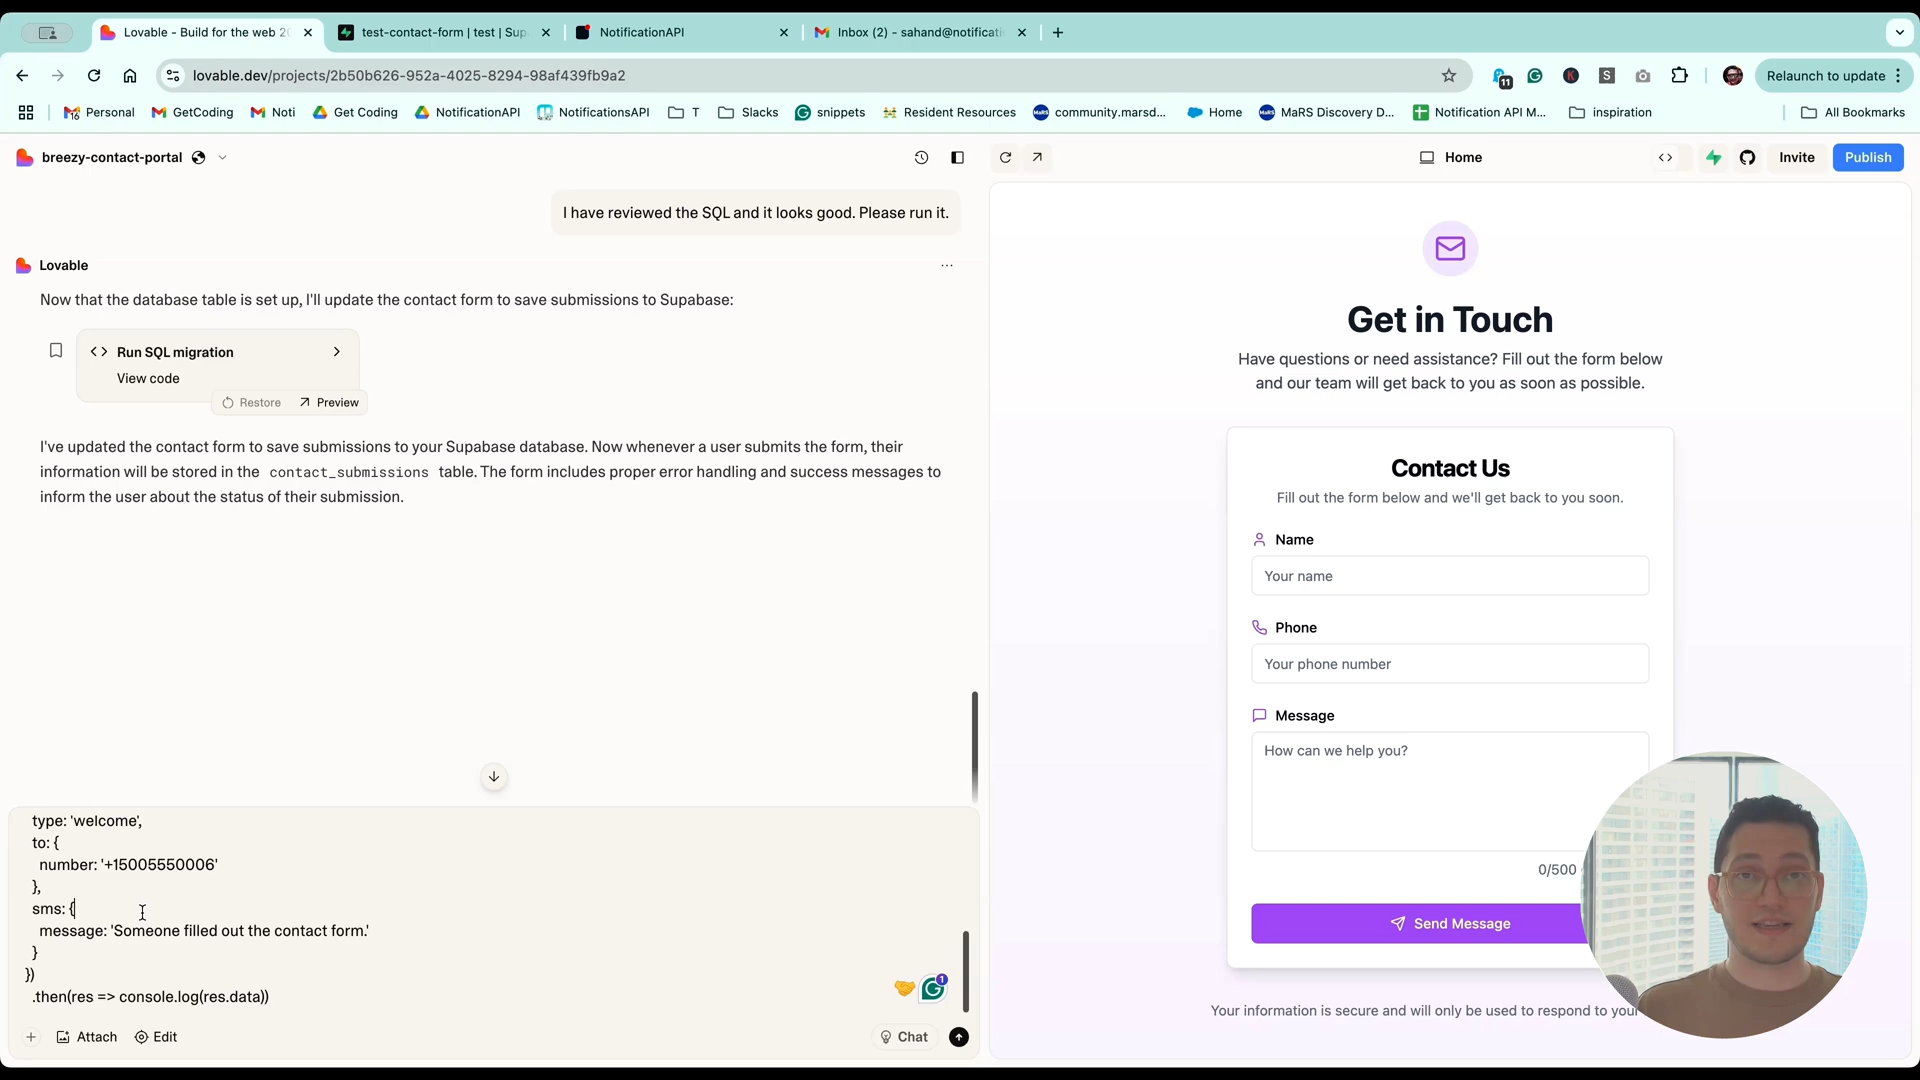 Lovable - Build for the web 2
test-contact-form | test | Sup
NotificationAPI
Inbox (2) - sahand@notificati
lovable.dev/projects/2b50b626-952a-4025-8294-98af439fb9a2
11
Relaunch to update
16
Personal
GetCoding
Noti
Get Coding
NotificationAPI
NotificationsAPI
T
Slacks
snippets
Resident Resources
community.marsd...
Home
MaRS Discovery D...
Notification API M...
inspiration
All Bookmarks
breezy-contact-portal
Home
Invite
Publish
I have reviewed the SQL and it looks good. Please run it.
Lovable
Now that the database table is set up, I'll update the contact form to save submissions to Supabase:
Run SQL migration
View code
Restore
Preview
I've updated the contact form to save submissions to your Supabase database. Now whenever a user submits the form, their
information will be stored in the contact_submissions table. The form includes proper error handling and success messages to
inform the user about the status of their submission.
type: 'welcome',
to: {
number: '+15005550006'
},
sms: {
message: 'Someone filled out the contact form.'
}
})
.then(res => console.log(res.data))
1
Attach
Edit
Chat
Get in Touch
Have questions or need assistance? Fill out the form below
and our team will get back to you as soon as possible.
Contact Us
Fill out the form below and we'll get back to you soon.
Name
Your name
Phone
Your phone number
Message
How can we help you?
0/500
Send Message
Your information is secure and will only be used to respond to your